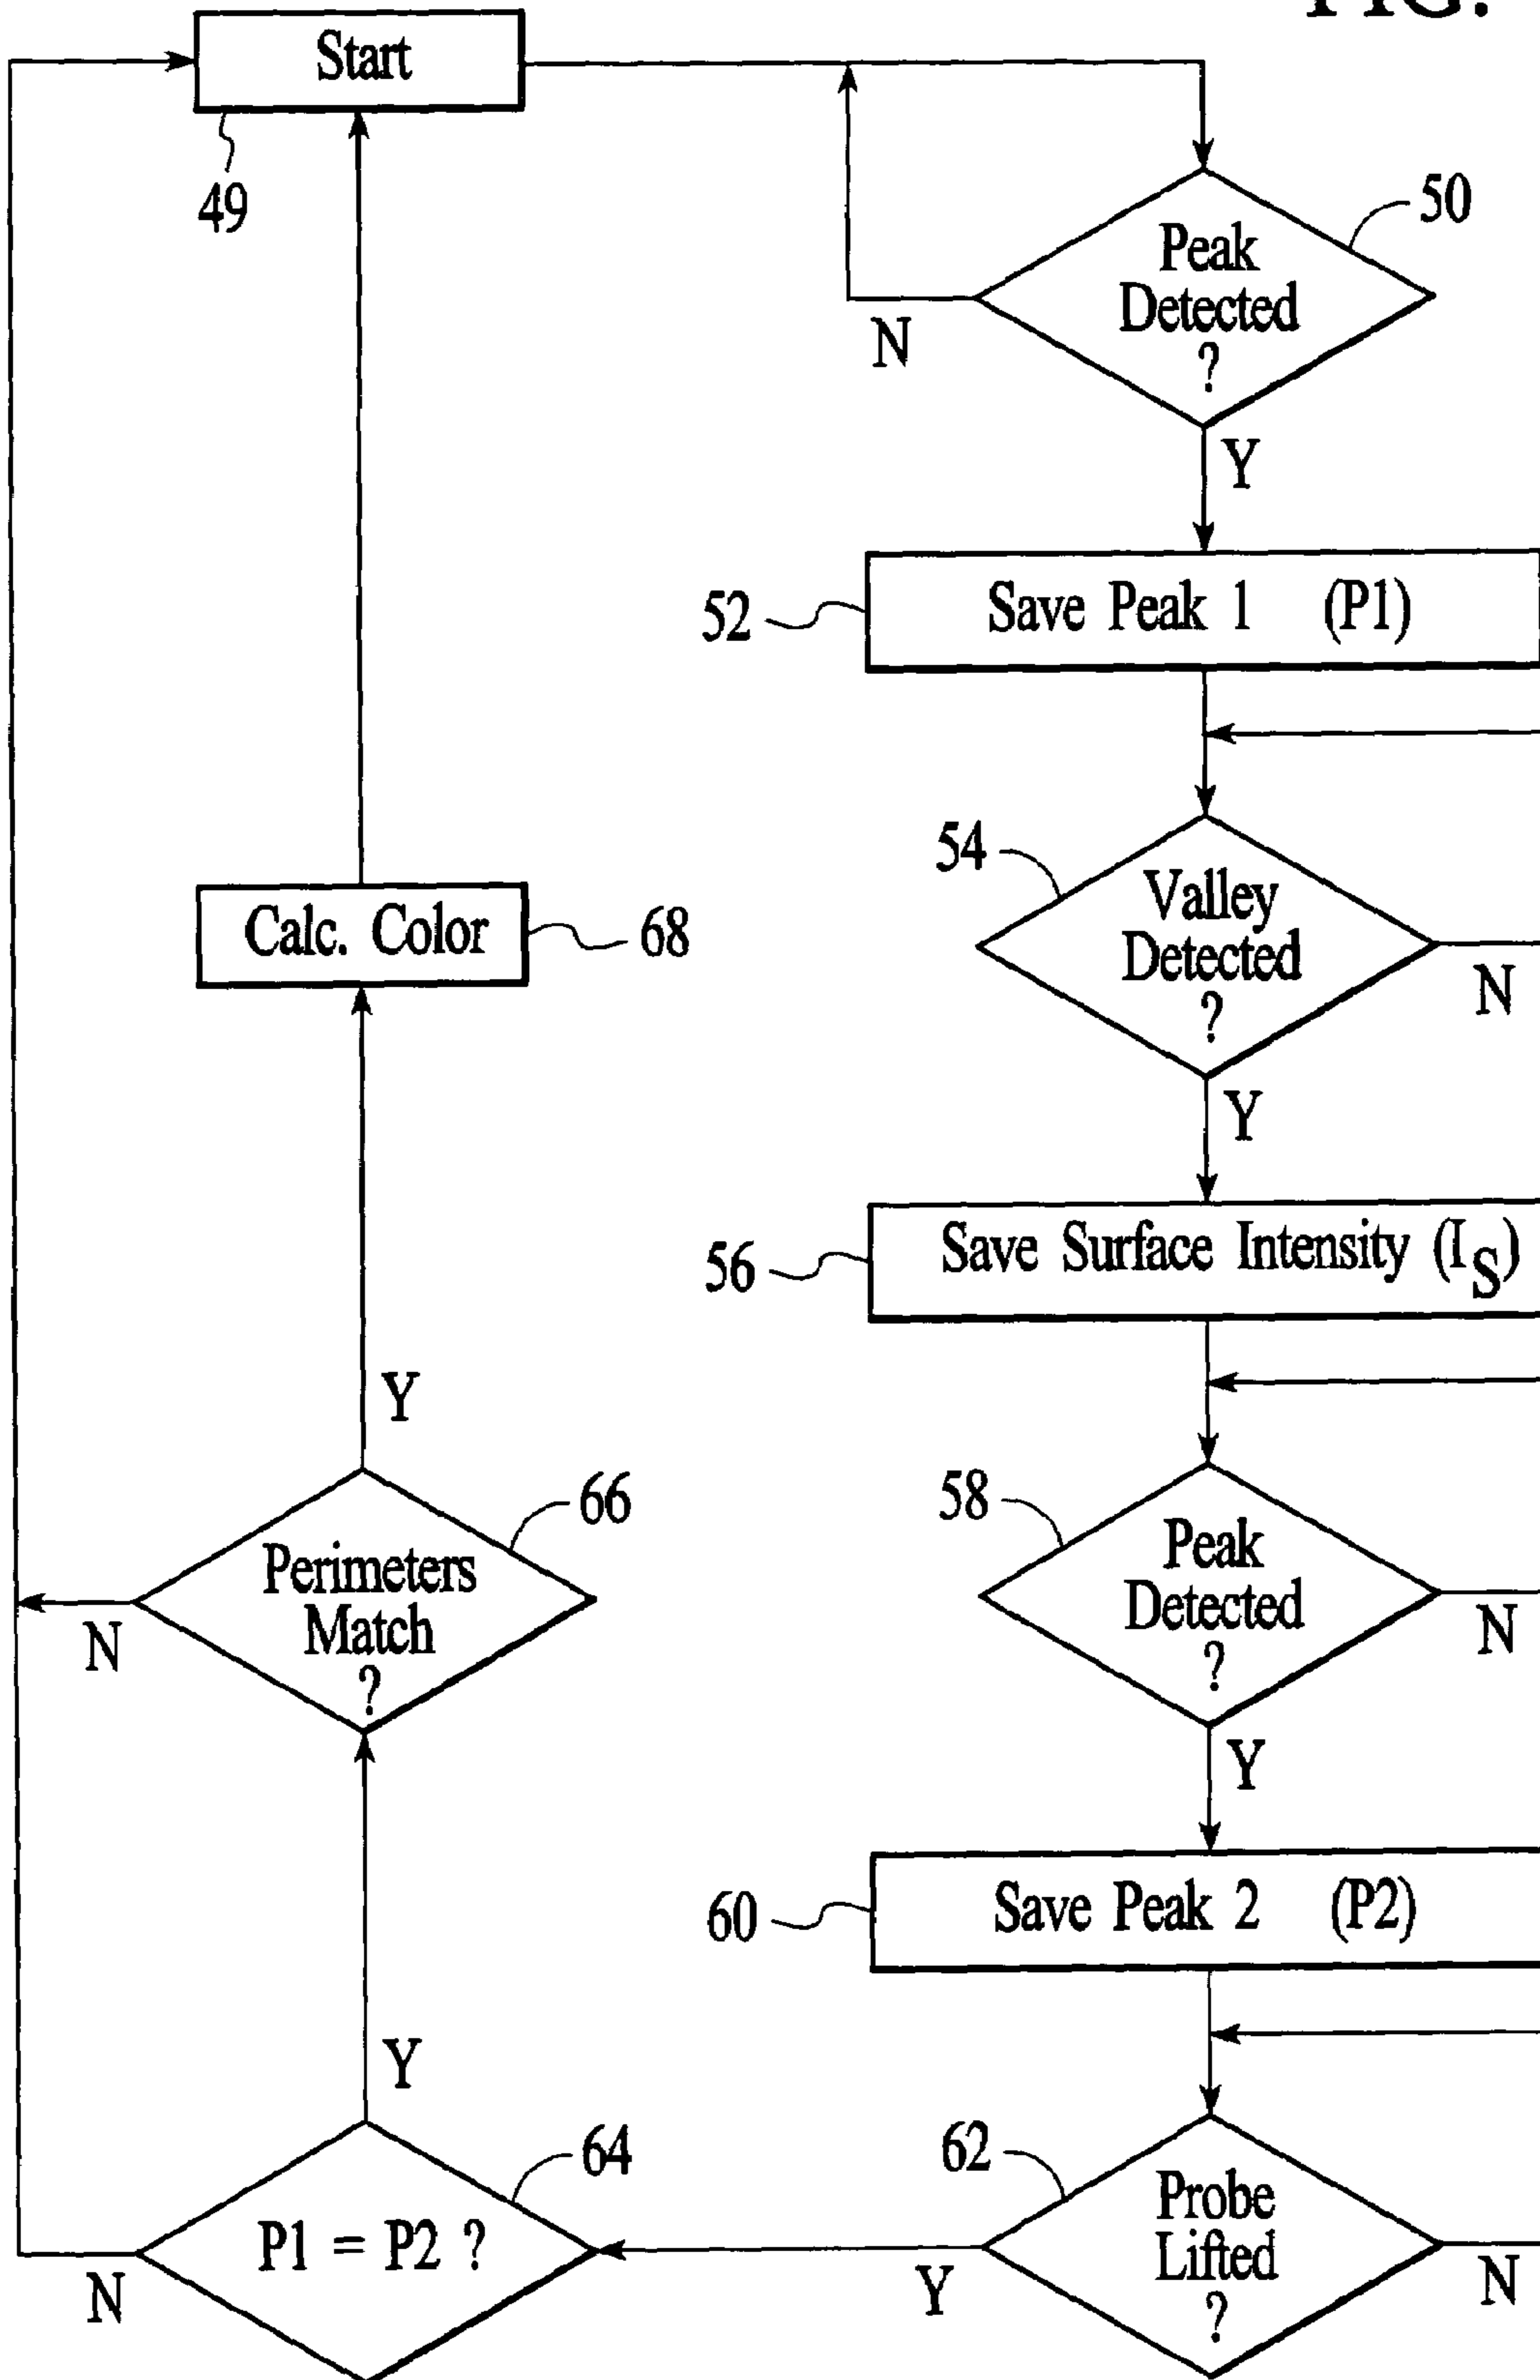 FIG.
Start
49
50
Peak
Detected
?
N
Y
52
Save Peak 1 (P1)
54
Valley
Detected
?
N
Y
Calc. Color
68
56
Save Surface Intensity (IS)
Y
66
Perimeters
Match
?
N
58
Peak
Detected
?
N
Y
60
Save Peak 2 (P2)
Y
64
P1 = P2 ?
N
62
Probe
Lifted
?
Y
N